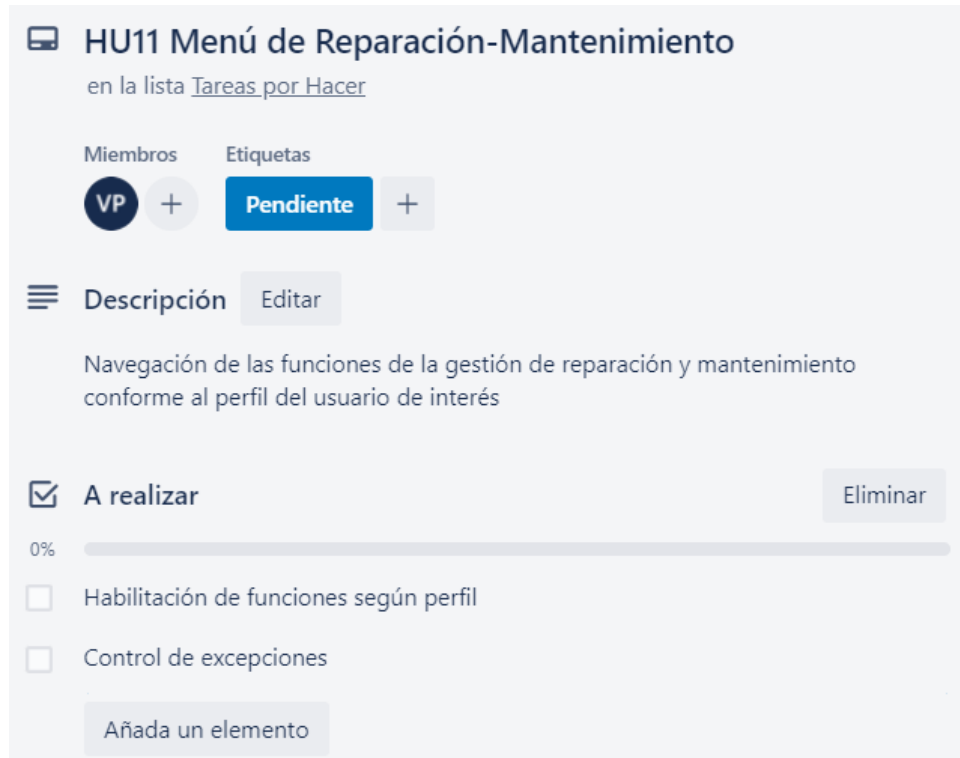 HU11 Menú de Reparación-Mantenimiento
en la lista Tareas por Hacer
Miembros Etiquetas
VP + Pendiente +
Descripción Editar
Navegación de las funciones de la gestión de reparación y mantenimiento
conforme al perfil del usuario de interés
A realizar Eliminar
0%
Habilitación de funciones según perfil
Control de excepciones
Añada un elemento